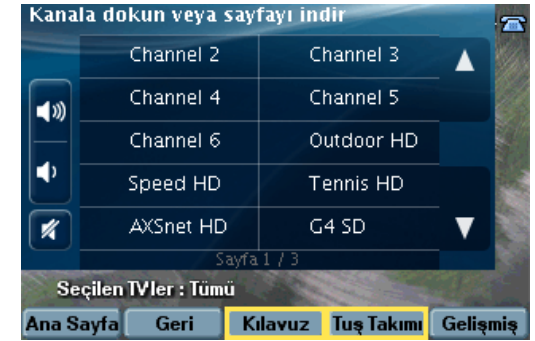 Kanala dokun veya sayfayı indir
Channel 2 Channel 3
Channel 4 Channel 5
Channel 6 Outdoor HD
Speed HD Tennis HD
AXSnet HD G4 SD
Sayfa 1 / 3
Seçilen TVler : Tümü
Ana Sayfa Geri Kılavuz Tuş Takımı Gelişmiş